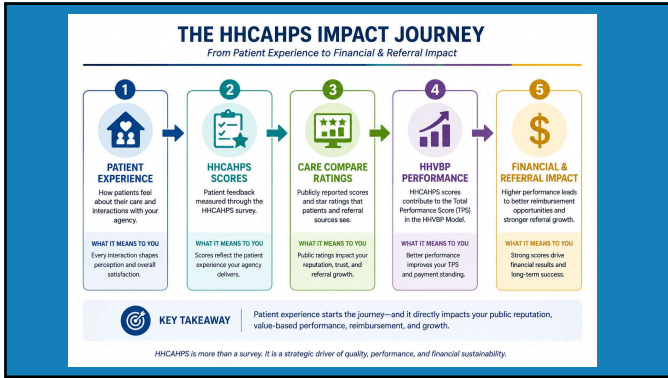 THE HHCAHPS IMPACT JOURNEY
From Patient Experience to Financial & Referral Impact
1
PATIENT
EXPERIENCE
How patients feel
about their care and
interactions with your
agency.
WHAT IT MEANS TO YOU
Every interaction shapes
perception and overall
satisfaction.
2
HHCAHPS
SCORES
Patient feedback
measured through the
HHCAHPS survey.
WHAT IT MEANS TO YOU
Scores reflect the patient
experience your agency
delivers.
3
CARE COMPARE
RATINGS
Publicly reported scores
and star ratings that
patients and referral
sources see.
WHAT IT MEANS TO YOU
Public ratings impact your
reputation, trust, and
referral growth.
4
HHVBP
PERFORMANCE
HHCAHPS scores
contribute to the Total
Performance Score (TPS)
in the HHVBP Model.
WHAT IT MEANS TO YOU
Better performance
improves your TPS
and payment standing.
5
$
FINANCIAL &
REFERRAL IMPACT
Higher performance leads
to better reimbursement
opportunities and
stronger referral growth.
WHAT IT MEANS TO YOU
Strong scores drive
financial results and
long-term success.
KEY TAKEAWAY
Patient experience starts the journey—and it directly impacts your public reputation,
value-based performance, reimbursement, and growth.
HHCAHPS is more than a survey. It is a strategic driver of quality, performance, and financial sustainability.